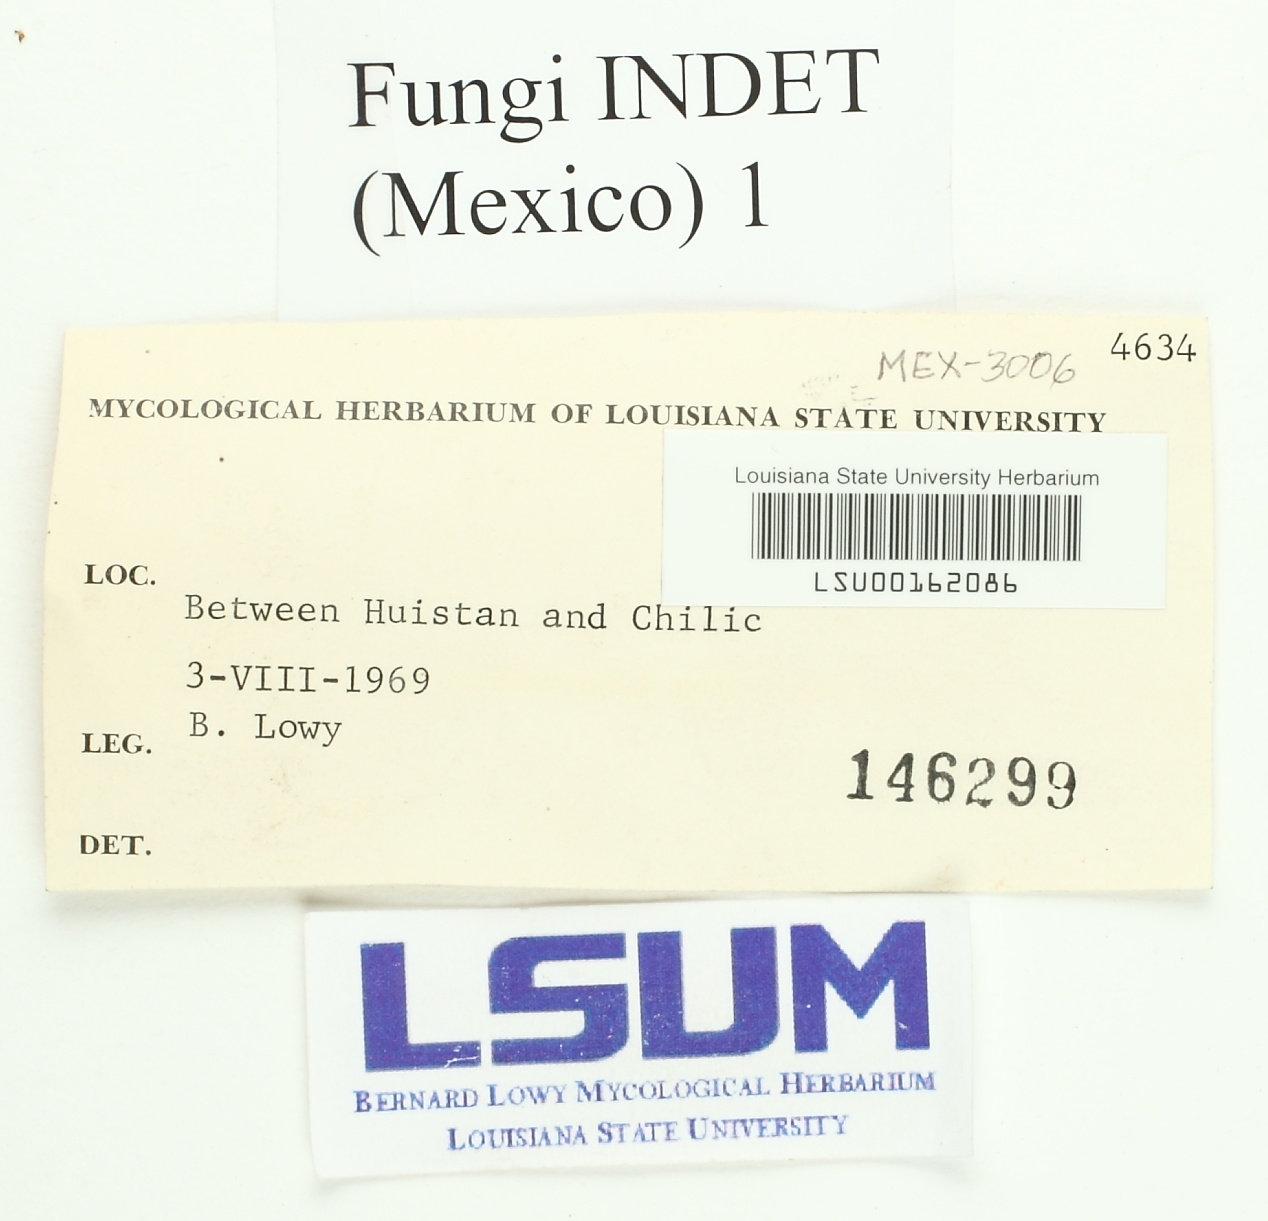 Fungi INDET
(Mexico) 1
4634
MEX-3006
MYCOLOGICAL HERBARIUM OF LOUISIANA STATE UNIVERSITY
Louisiana State University Herbarium
LSU00162086
LOC.
Between Huistan and Chilic
3-VIII-1969
LEG. B. Lowy
146299
DET.
LSUM
BERNARD LOWY MYCOLOGICAL HERBARIUM
LOUISIANA STATE UNIVERSITY